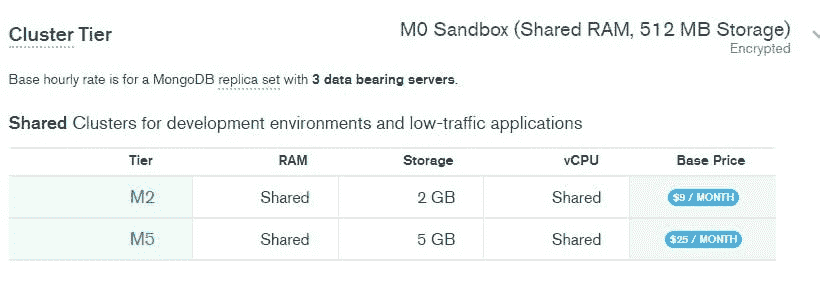 Cluster Tier
M0 Sandbox (Shared RAM, 512 MB Storage)
Encrypted
Base hourly rate is for a MongoDB replica set with 3 data bearing servers.
Shared Clusters for development environments and low-traffic applications
Tier RAM Storage vCPU Base Price
M2 Shared 2 GB Shared $9 / MONTH
M5 Shared 5 GB Shared $25 / MONTH